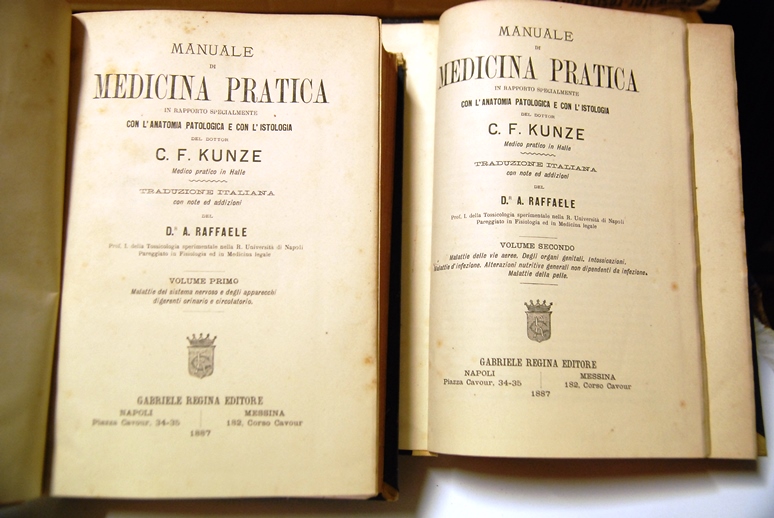 MANUALE
DI
MEDICINA PRATICA
IN RAPPORTO SPECIALMENTE
CON L'ANATOMIA PATOLOGICA E CON L'ISTOLOGIA
DEL DOTTOR
C. F. KUNZE
Medico pratico in Halle
TRADUZIONE ITALIANA
con note ed addizioni
DEL
D.r A. RAFFAELE
Prof. I. della Tossicologia sperimentale nella R. Università di Napoli
Pareggiato in Fisiologia ed in Medicina legale
VOLUME PRIMO
Malattie del sistema nervoso e degli apparecchi
digerenti orinario e circolatorio.
GABRIELE REGINA EDITORE
NAPOLI
Piazza Cavour, 34-35
MESSINA
182, Corso Cavour
1887
MANUALE
DI
MEDICINA PRATICA
IN RAPPORTO SPECIALMENTE
CON L'ANATOMIA PATOLOGICA E CON L'ISTOLOGIA
DEL DOTTOR
C. F. KUNZE
Medico pratico in Halle
TRADUZIONE ITALIANA
con note ed addizioni
DEL
D.r A. RAFFAELE
Prof. I. della Tossicologia sperimentale nella R. Università di Napoli
Pareggiato in Fisiologia ed in Medicina legale
VOLUME SECONDO
Malattie delle vie aeree. Degli organi genitali. Intossicazioni.
Malattie d'infezione. Alterazioni nutritive generali non dipendenti da infezione.
Malattie della pelle.
GABRIELE REGINA EDITORE
NAPOLI
Piazza Cavour, 34-35
MESSINA
182, Corso Cavour
1887